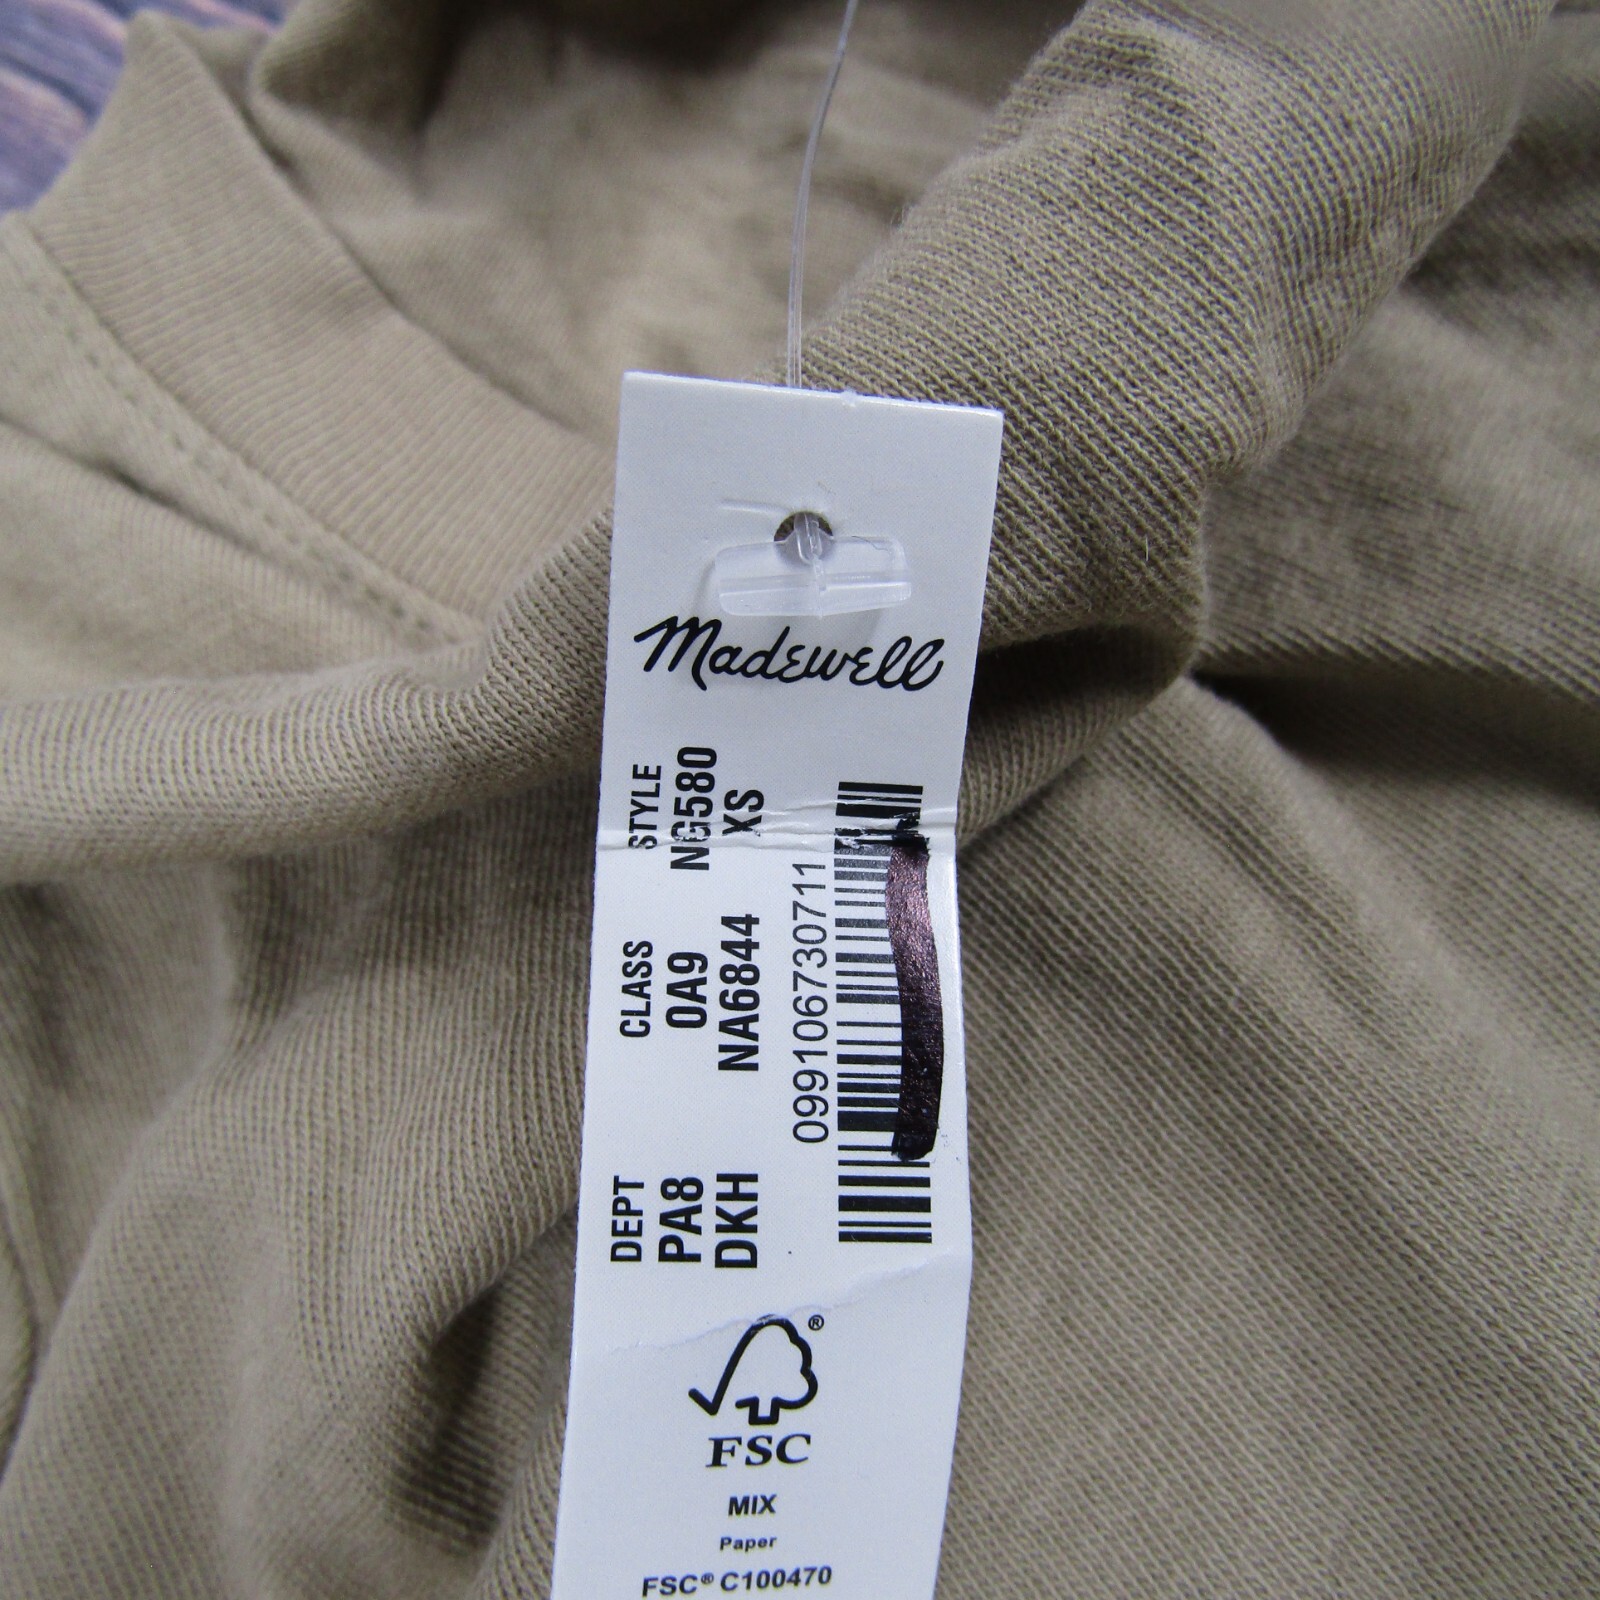 Madewell
DEPT CLASS STYLE
PA8 0A9 NG580
DKH NA6844 XS
099106730711
®
FSC
MIX
Paper
FSC® C100470